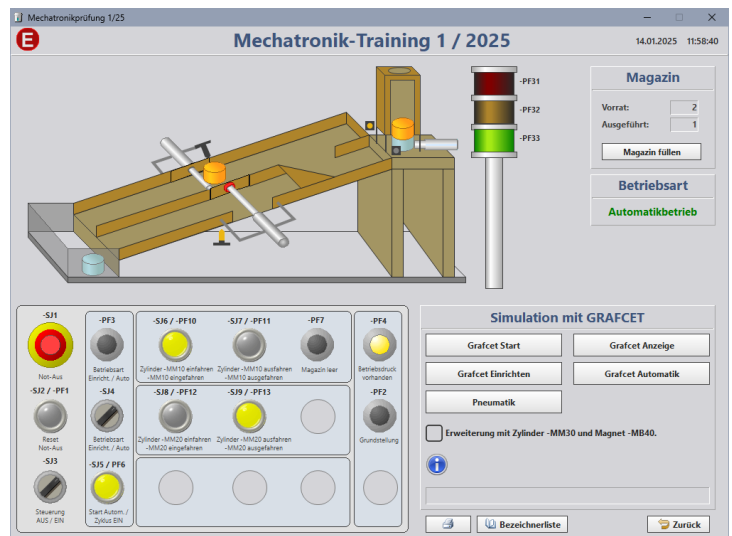 Mechatronikprüfung 1/25
E
Mechatronik-Training 1 / 2025
14.01.2025 11:58:40
-PF31
-PF32
-PF33
Magazin
Vorrat: 2
Ausgeführt: 1
Magazin füllen
Betriebsart
Automatikbetrieb
-SJ1
Not-Aus
-SJ2 / -PF1
Reset
Not-Aus
-SJ3
Steuerung
AUS / EIN
-PF3
Betriebsart
Einricht./ Auto
-SJ4
Betriebsart
Einricht./ Auto
-SJ5 / PF6
Start Autom./
Zyklus EIN
-SJ6 / -PF10
Zylinder -MM10 einfahren
-MM10 eingefahren
-SJ7 / -PF11
Zylinder -MM10 ausfahren
-MM10 ausgefahren
-PF7
Magazin leer
-SJ8 / -PF12
Zylinder -MM20 einfahren
-MM20 eingefahren
-SJ9 / -PF13
Zylinder -MM20 ausfahren
-MM20 ausgefahren
-PF4
Betriebsdruck
vorhanden
-PF2
Grundstellung
Simulation mit GRAFCET
Grafcet Start
Grafcet Anzeige
Grafcet Einrichten
Grafcet Automatik
Pneumatik
Erweiterung mit Zylinder -MM30 und Magnet -MB40.
Bezeichnerliste
Zurück